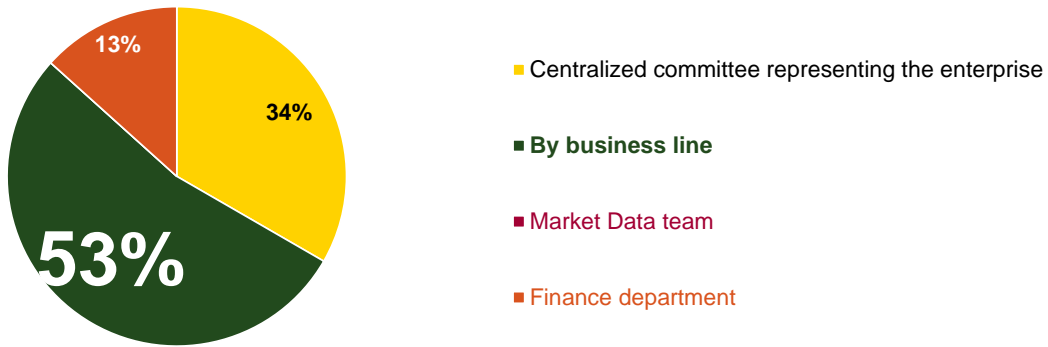 13%
34%
53%
Centralized committee representing the enterprise
By business line
Market Data team
Finance department